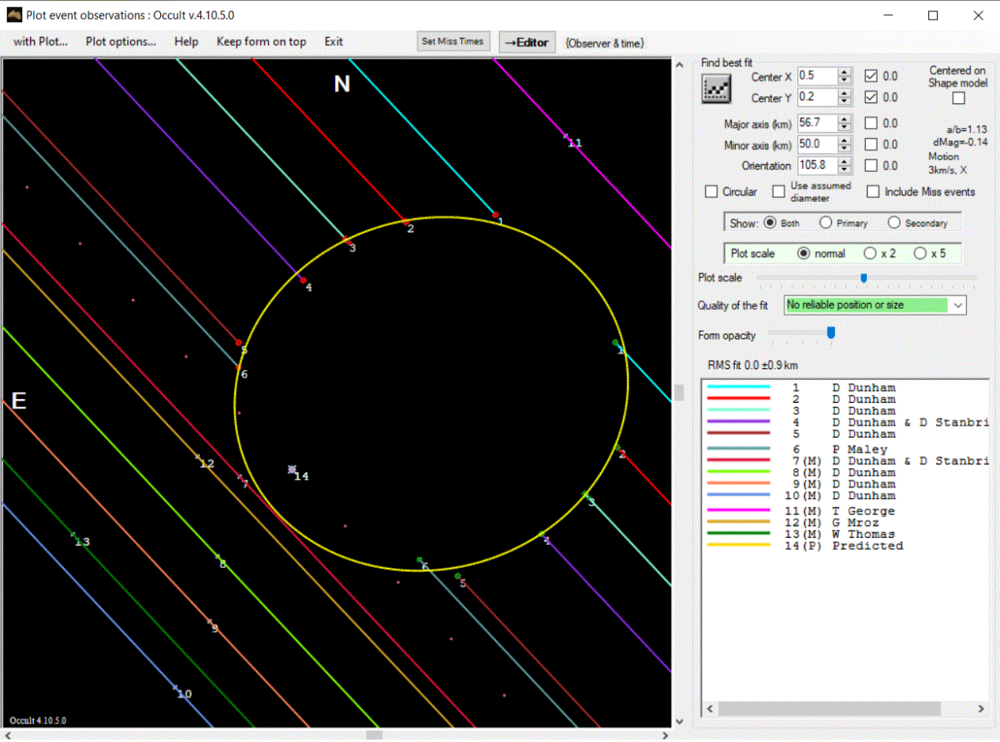 Plot event observations : Occult v.4.10.5.0
with Plot... Plot options... Help Keep form on top Exit Set Miss Times →Editor {Observer & time}
N
E
11
1
2
3
4
5
6
1
2
3
4
6
5
12
7
14
13
8
9
10
Occult 4.10.5.0
Find best fit
Center X 0.5 0.0
Centered on
Shape model
Center Y 0.2 0.0
Major axis (km) 56.7 0.0
a/b=1.13
Minor axis (km) 50.0 0.0
dMag=-0.14
Orientation 105.8 0.0
Motion
3km/s, X
Circular
Use assumed
diameter
Include Miss events
Show: Both Primary Secondary
Plot scale normal x 2 x 5
Plot scale
Quality of the fit No reliable position or size
Form opacity
RMS fit 0.0 ±0.9 km
1 D Dunham
2 D Dunham
3 D Dunham
4 D Dunham & D Stanbri
5 D Dunham
6 P Maley
7(M) D Dunham & D Stanbri
8(M) D Dunham
9(M) D Dunham
10(M) D Dunham
11(M) T George
12(M) G Mroz
13(M) W Thomas
14(P) Predicted